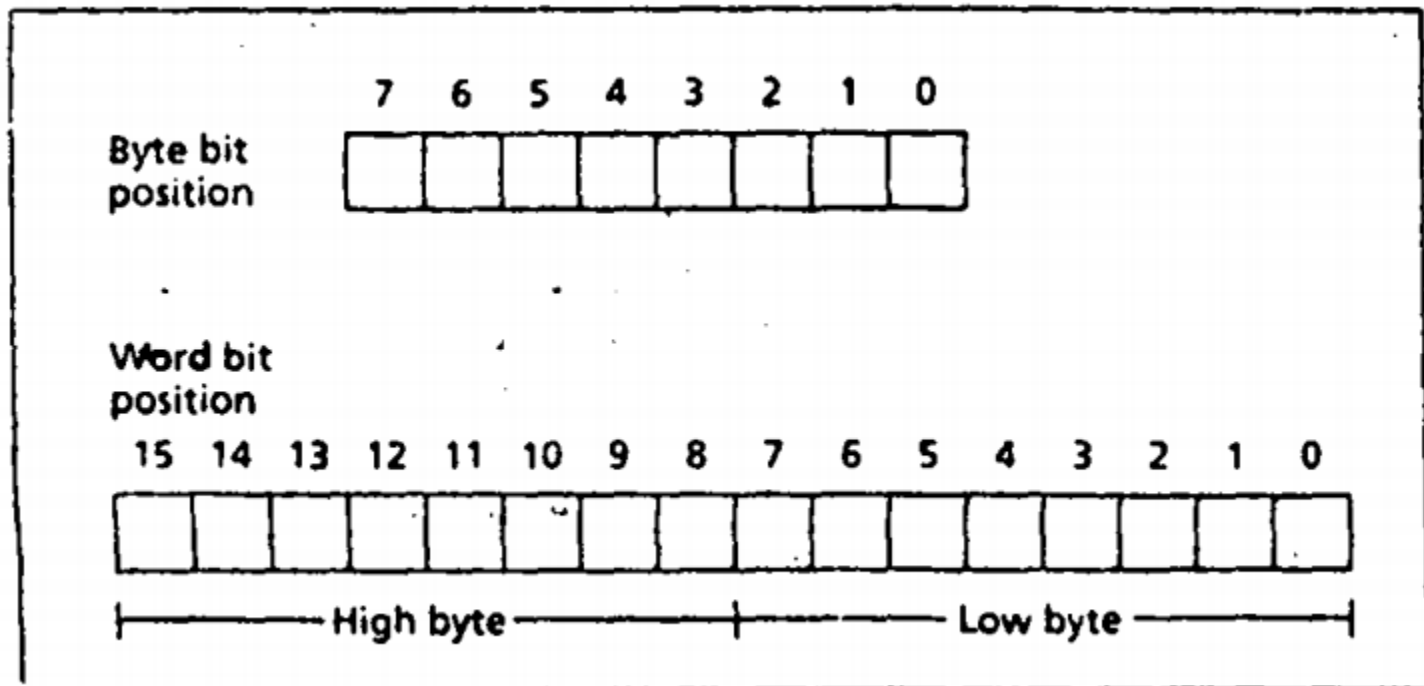 7 6 5 4 3 2 1 0
Byte bit
position
Word bit
position
15 14 13 12 11 10 9 8 7 6 5 4 3 2 1 0
High byte Low byte